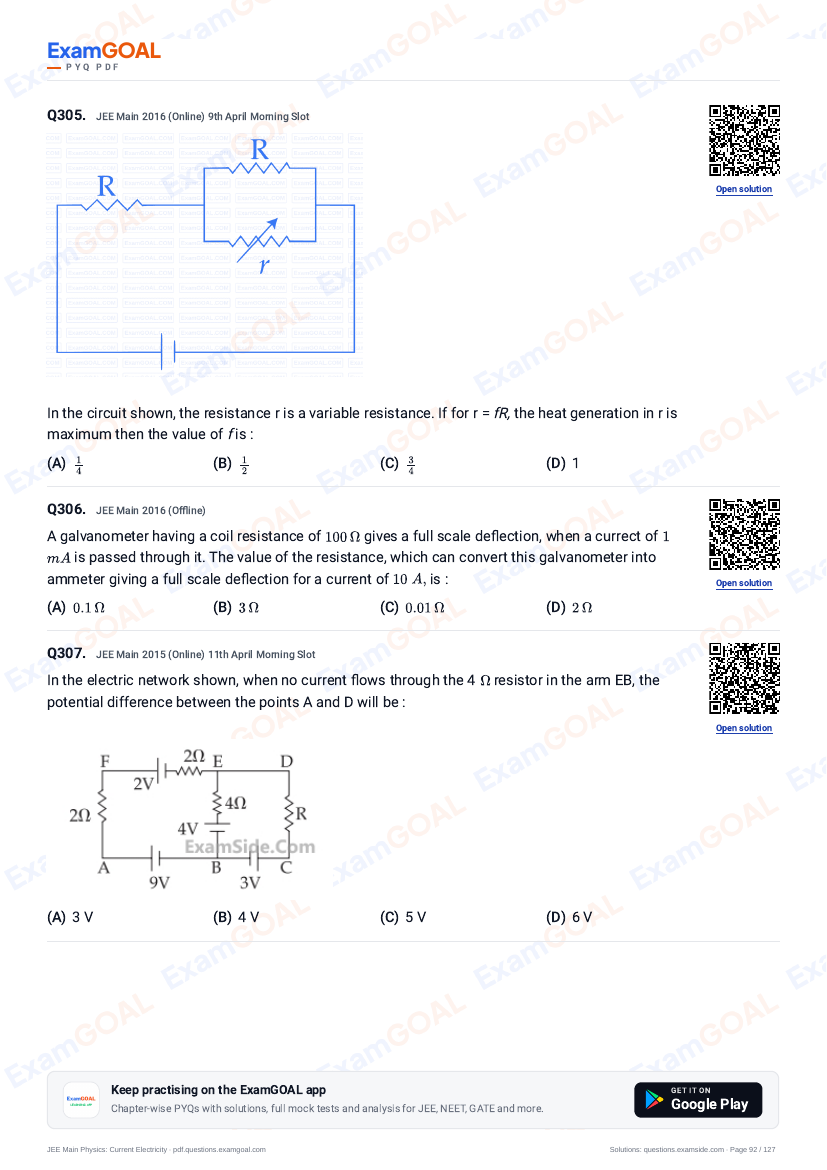 ExamGOAL
PYQ PDF
Q305. JEE Main 2016 (Online) 9th April Morning Slot
Open solution
R
R
r
In the circuit shown, the resistance r is a variable resistance. If for r = fR, the heat generation in r is
maximum then the value of f is :
(A) 1/4 (B) 1/2 (C) 3/4 (D) 1
Q306. JEE Main 2016 (Offline)
Open solution
A galvanometer having a coil resistance of 100 Ω gives a full scale deflection, when a currect of 1
mA is passed through it. The value of the resistance, which can convert this galvanometer into
ammeter giving a full scale deflection for a current of 10 A, is :
(A) 0.1 Ω (B) 3 Ω (C) 0.01 Ω (D) 2 Ω
Q307. JEE Main 2015 (Online) 11th April Morning Slot
Open solution
In the electric network shown, when no current flows through the 4 Ω resistor in the arm EB, the
potential difference between the points A and D will be :
F 2V 2Ω E D
2Ω 4Ω R
4V
ExamSide.Com
A 9V B 3V C
(A) 3 V (B) 4 V (C) 5 V (D) 6 V
Keep practising on the ExamGOAL app
Chapter-wise PYQs with solutions, full mock tests and analysis for JEE, NEET, GATE and more.
GET IT ON
Google Play
JEE Main Physics: Current Electricity · pdf.questions.examgoal.com
Solutions: questions.examside.com · Page 92 / 127